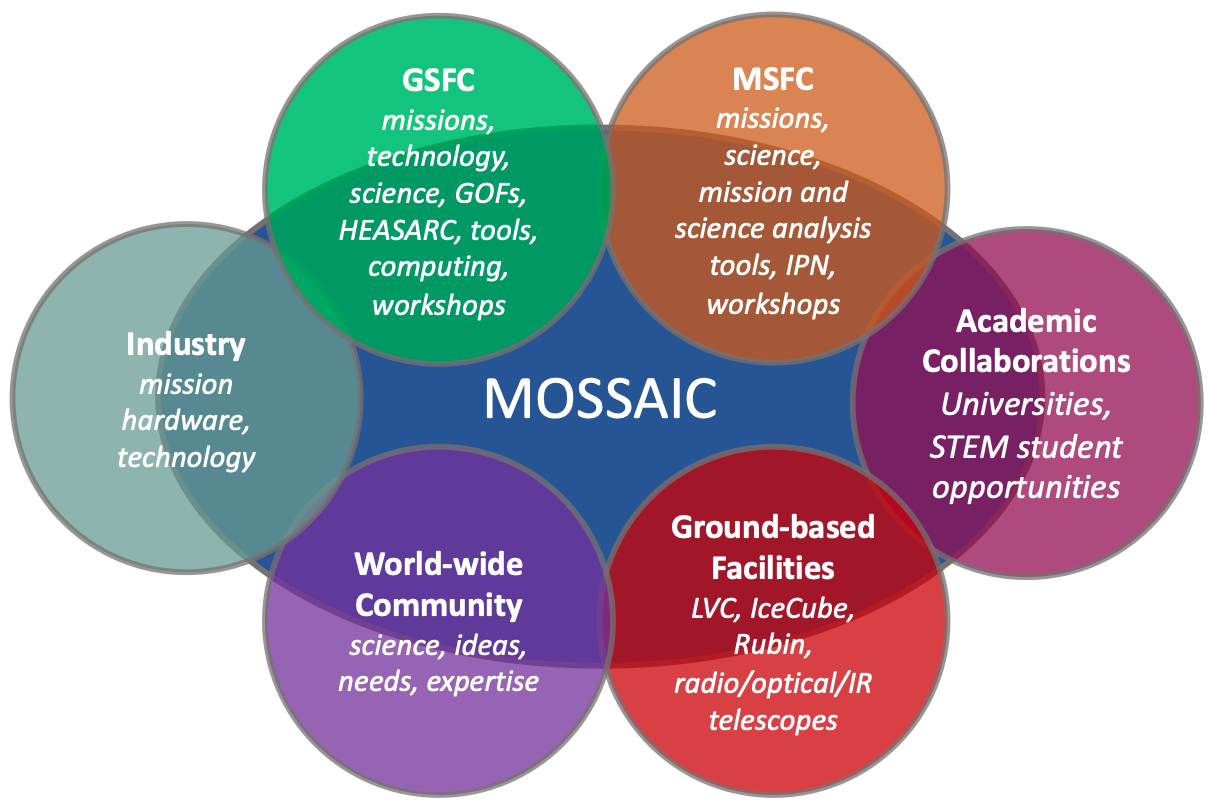 GSFC
missions,
technology,
science, GOFs,
HEASARC, tools,
computing,
workshops
MSFC
missions,
science,
mission and
science analysis
tools, IPN,
workshops
Industry
mission
hardware,
technology
MOSSAIC
Academic
Collaborations
Universities,
STEM student
opportunities
World-wide
Community
science, ideas,
needs, expertise
Ground-based
Facilities
LVC, IceCube,
Rubin,
radio/optical/IR
telescopes